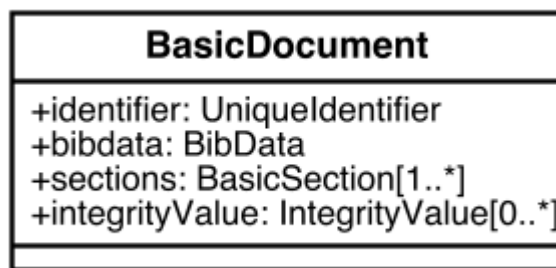 BasicDocument
+identifier: UniqueIdentifier
+bibdata: BibData
+sections: BasicSection[1..*]
+integrityValue: IntegrityValue[0..*]